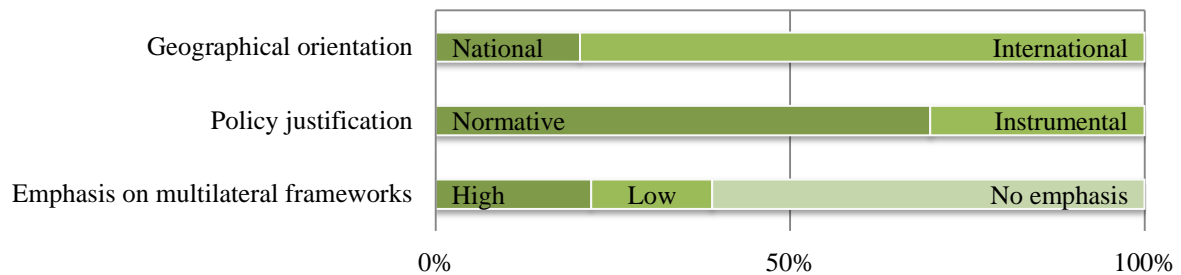 Geographical orientation National International
Policy justification Normative Instrumental
Emphasis on multilateral frameworks High Low No emphasis
0% 50% 100%